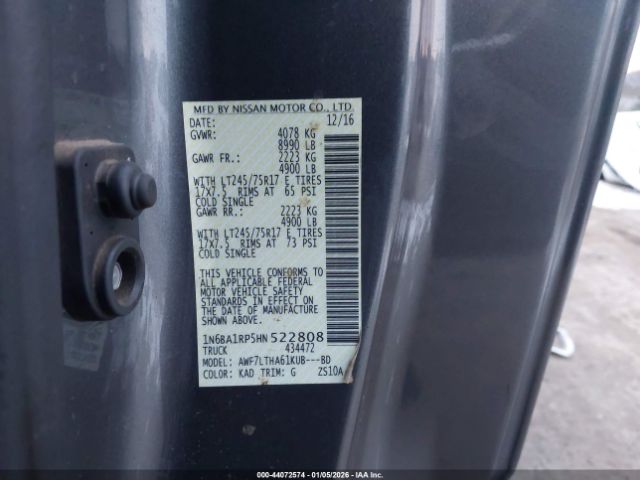 MFD BY NISSAN MOTOR CO., LTD.
DATE: 12/16
GVWR: 4078 KG
8990 LB
GAWR FR.: 2223 KG
4900 LB
WITH LT245/75R17 E TIRES
17X7.5 RIMS AT 65 PSI
COLD SINGLE
GAWR RR.: 2223 KG
4900 LB
WITH LT245/75R17 E TIRES
17X7.5 RIMS AT 73 PSI
COLD SINGLE
THIS VEHICLE CONFORMS TO
ALL APPLICABLE FEDERAL
MOTOR VEHICLE SAFETY
STANDARDS IN EFFECT ON
THE DATE OF MANUFACTURE
SHOWN ABOVE.
1N6BA1RP5HN 522808
TRUCK 434472
MODEL: AWF7LTHA61KUB---BD
COLOR: KAD TRIM: G ZS10A
000-44072574 | 01/05/2026 - © IAA Inc.